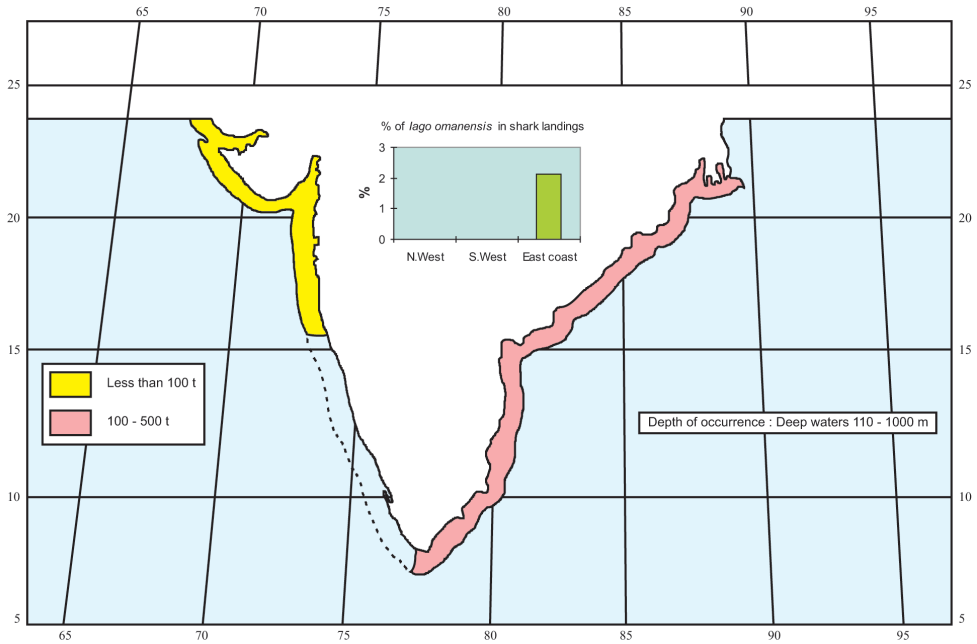 65 70 75 80 85 90 95
25 25
% of Iago omanensis in shark landings
3
2
%
1
0
N.West S.West East coast
20 20
15 15
Less than 100 t
100 - 500 t
Depth of occurrence : Deep waters 110 - 1000 m
10 10
5 5
65 70 75 80 85 90 95